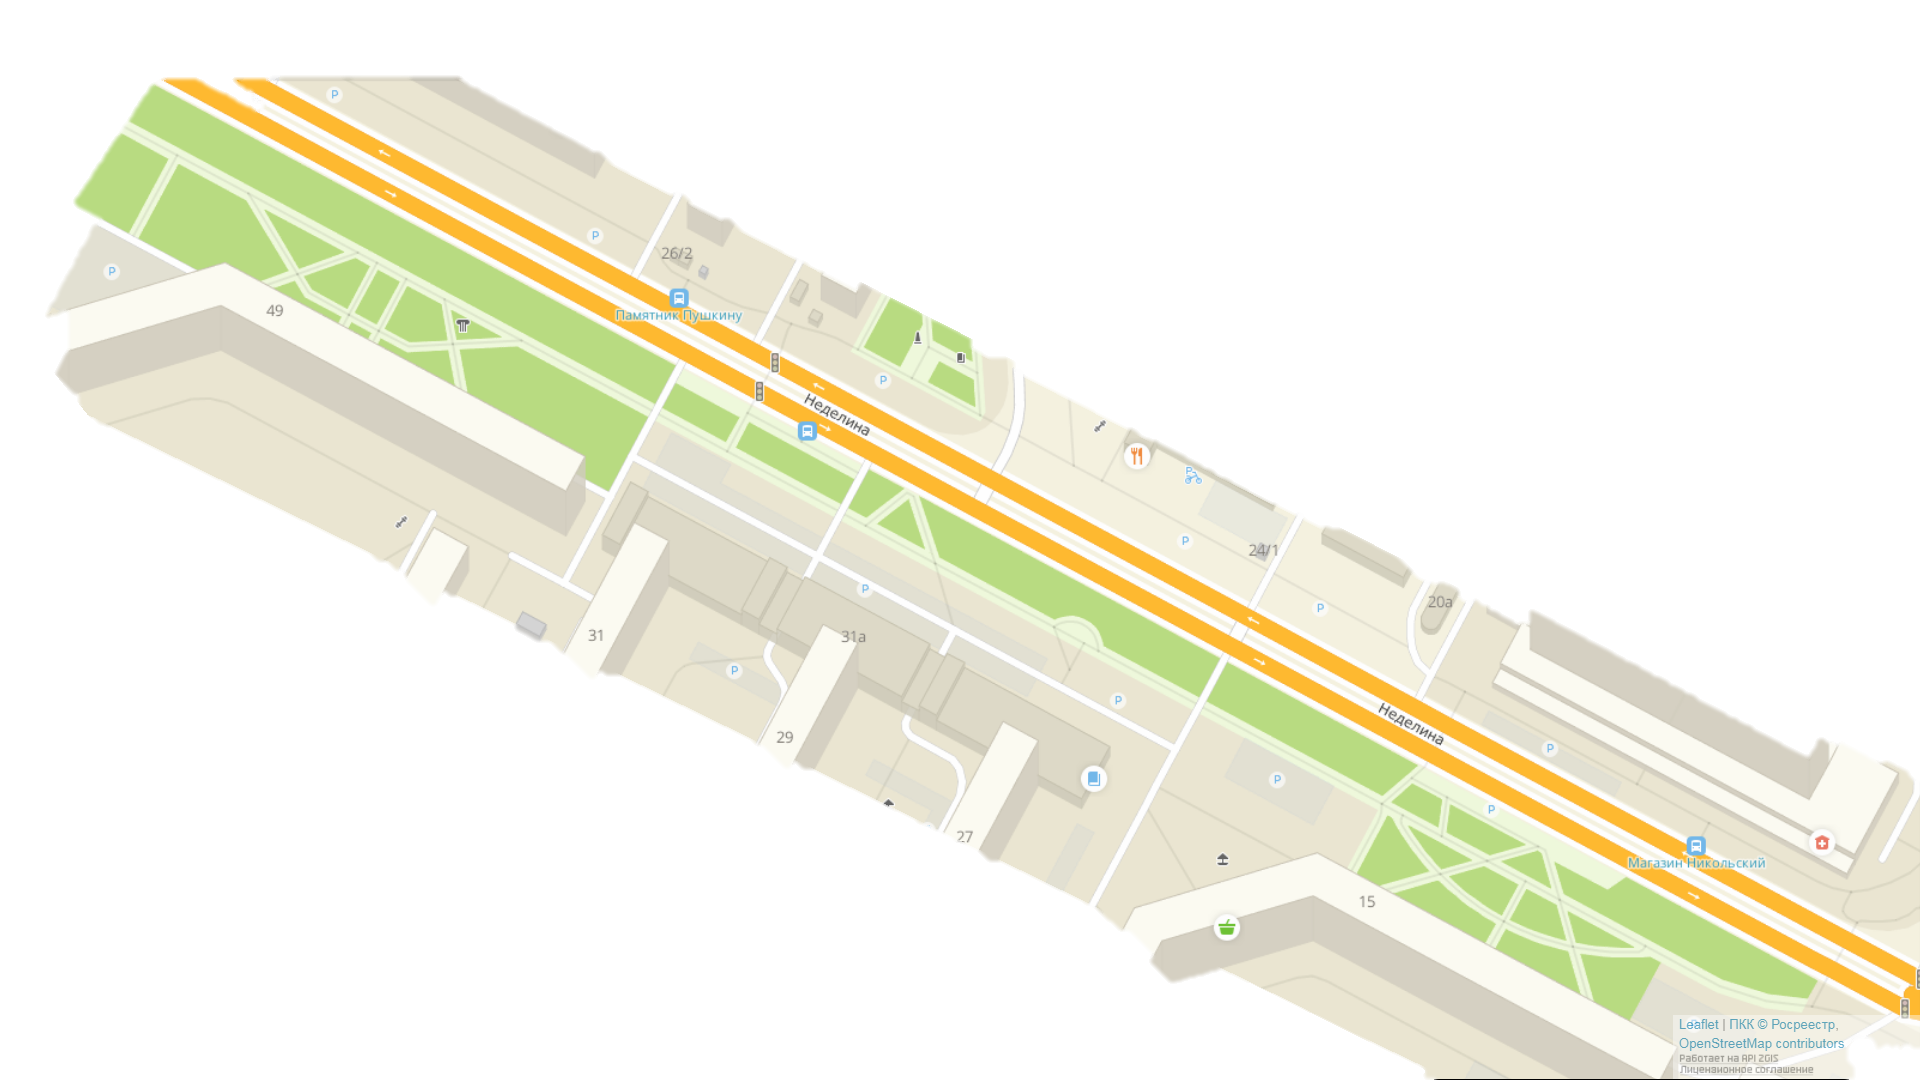 P
P
26/2
P
49
Памятник Пушкину
P
Неделина
P
P
24/1
P
P
20а
31
31а
P
P
Неделина
29
P
P
P
27
Магазин Никольский
15
Leaflet | ПКК © Росреестр,
OpenStreetMap contributors
Работает на API 2GIS
Лицензионное соглашение